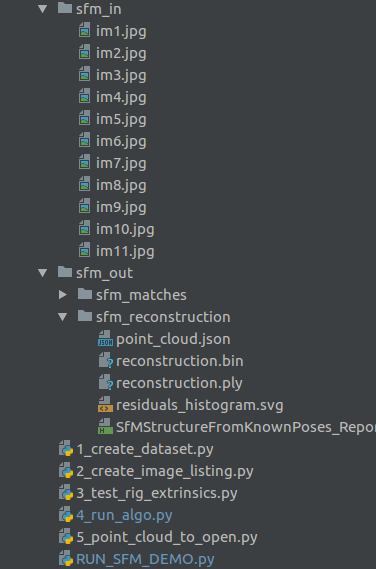 sfm_in
im1.jpg
im2.jpg
im3.jpg
im4.jpg
im5.jpg
im6.jpg
im7.jpg
im8.jpg
im9.jpg
im10.jpg
im11.jpg
sfm_out
sfm_matches
sfm_reconstruction
point_cloud.json
reconstruction.bin
reconstruction.ply
residuals_histogram.svg
SfMStructureFromKnownPoses_Repor
1_create_dataset.py
2_create_image_listing.py
3_test_rig_extrinsics.py
4_run_algo.py
5_point_cloud_to_open.py
RUN_SFM_DEMO.py